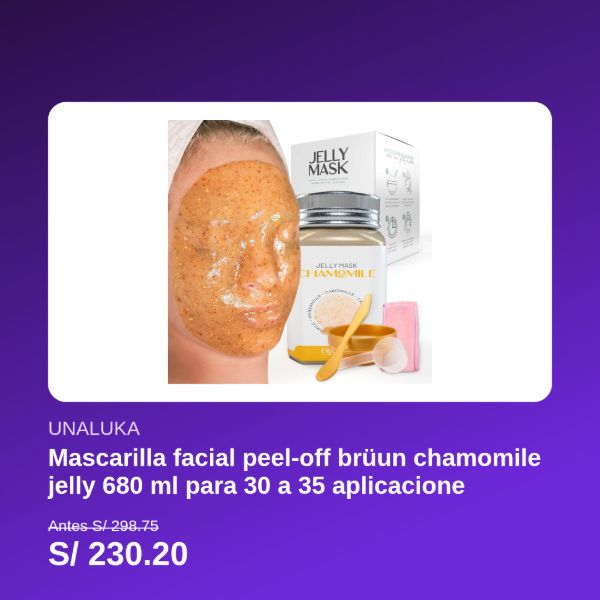 JELLY
MASK
JELLY MASK
CHAMOMILE
UNALUKA
Mascarilla facial peel-off brüun chamomile
jelly 680 ml para 30 a 35 aplicacione
Antes S/ 298.75
S/ 230.20